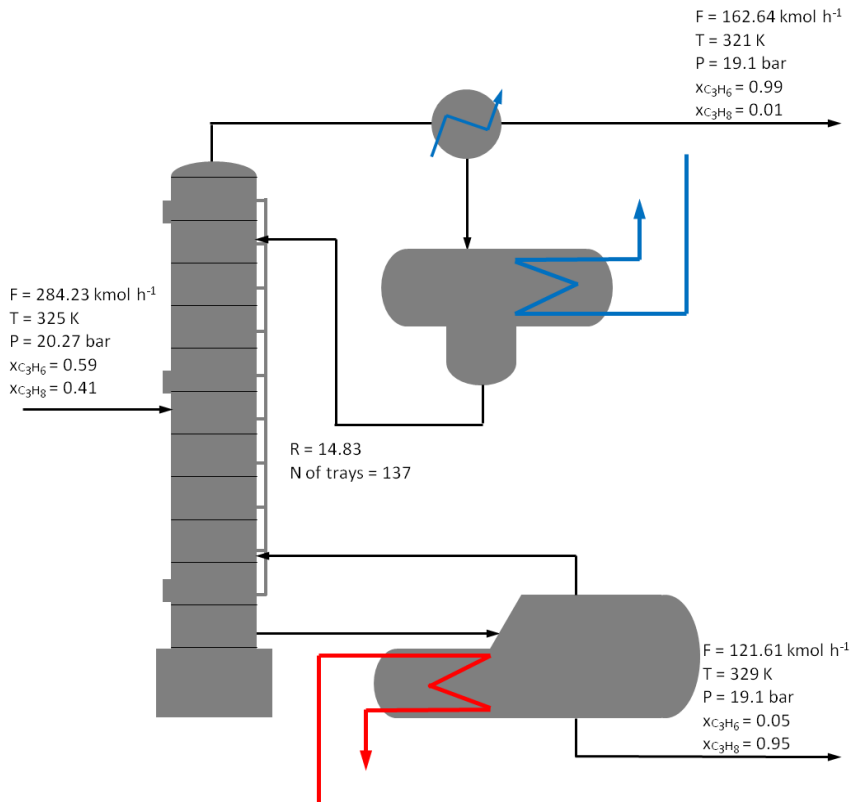 F = 162.64 kmol h⁻¹
T = 321 K
P = 19.1 bar
xC₃H₆ = 0.99
xC₃H₈ = 0.01
F = 284.23 kmol h⁻¹
T = 325 K
P = 20.27 bar
xC₃H₆ = 0.59
xC₃H₈ = 0.41
R = 14.83
N of trays = 137
F = 121.61 kmol h⁻¹
T = 329 K
P = 19.1 bar
xC₃H₆ = 0.05
xC₃H₈ = 0.95